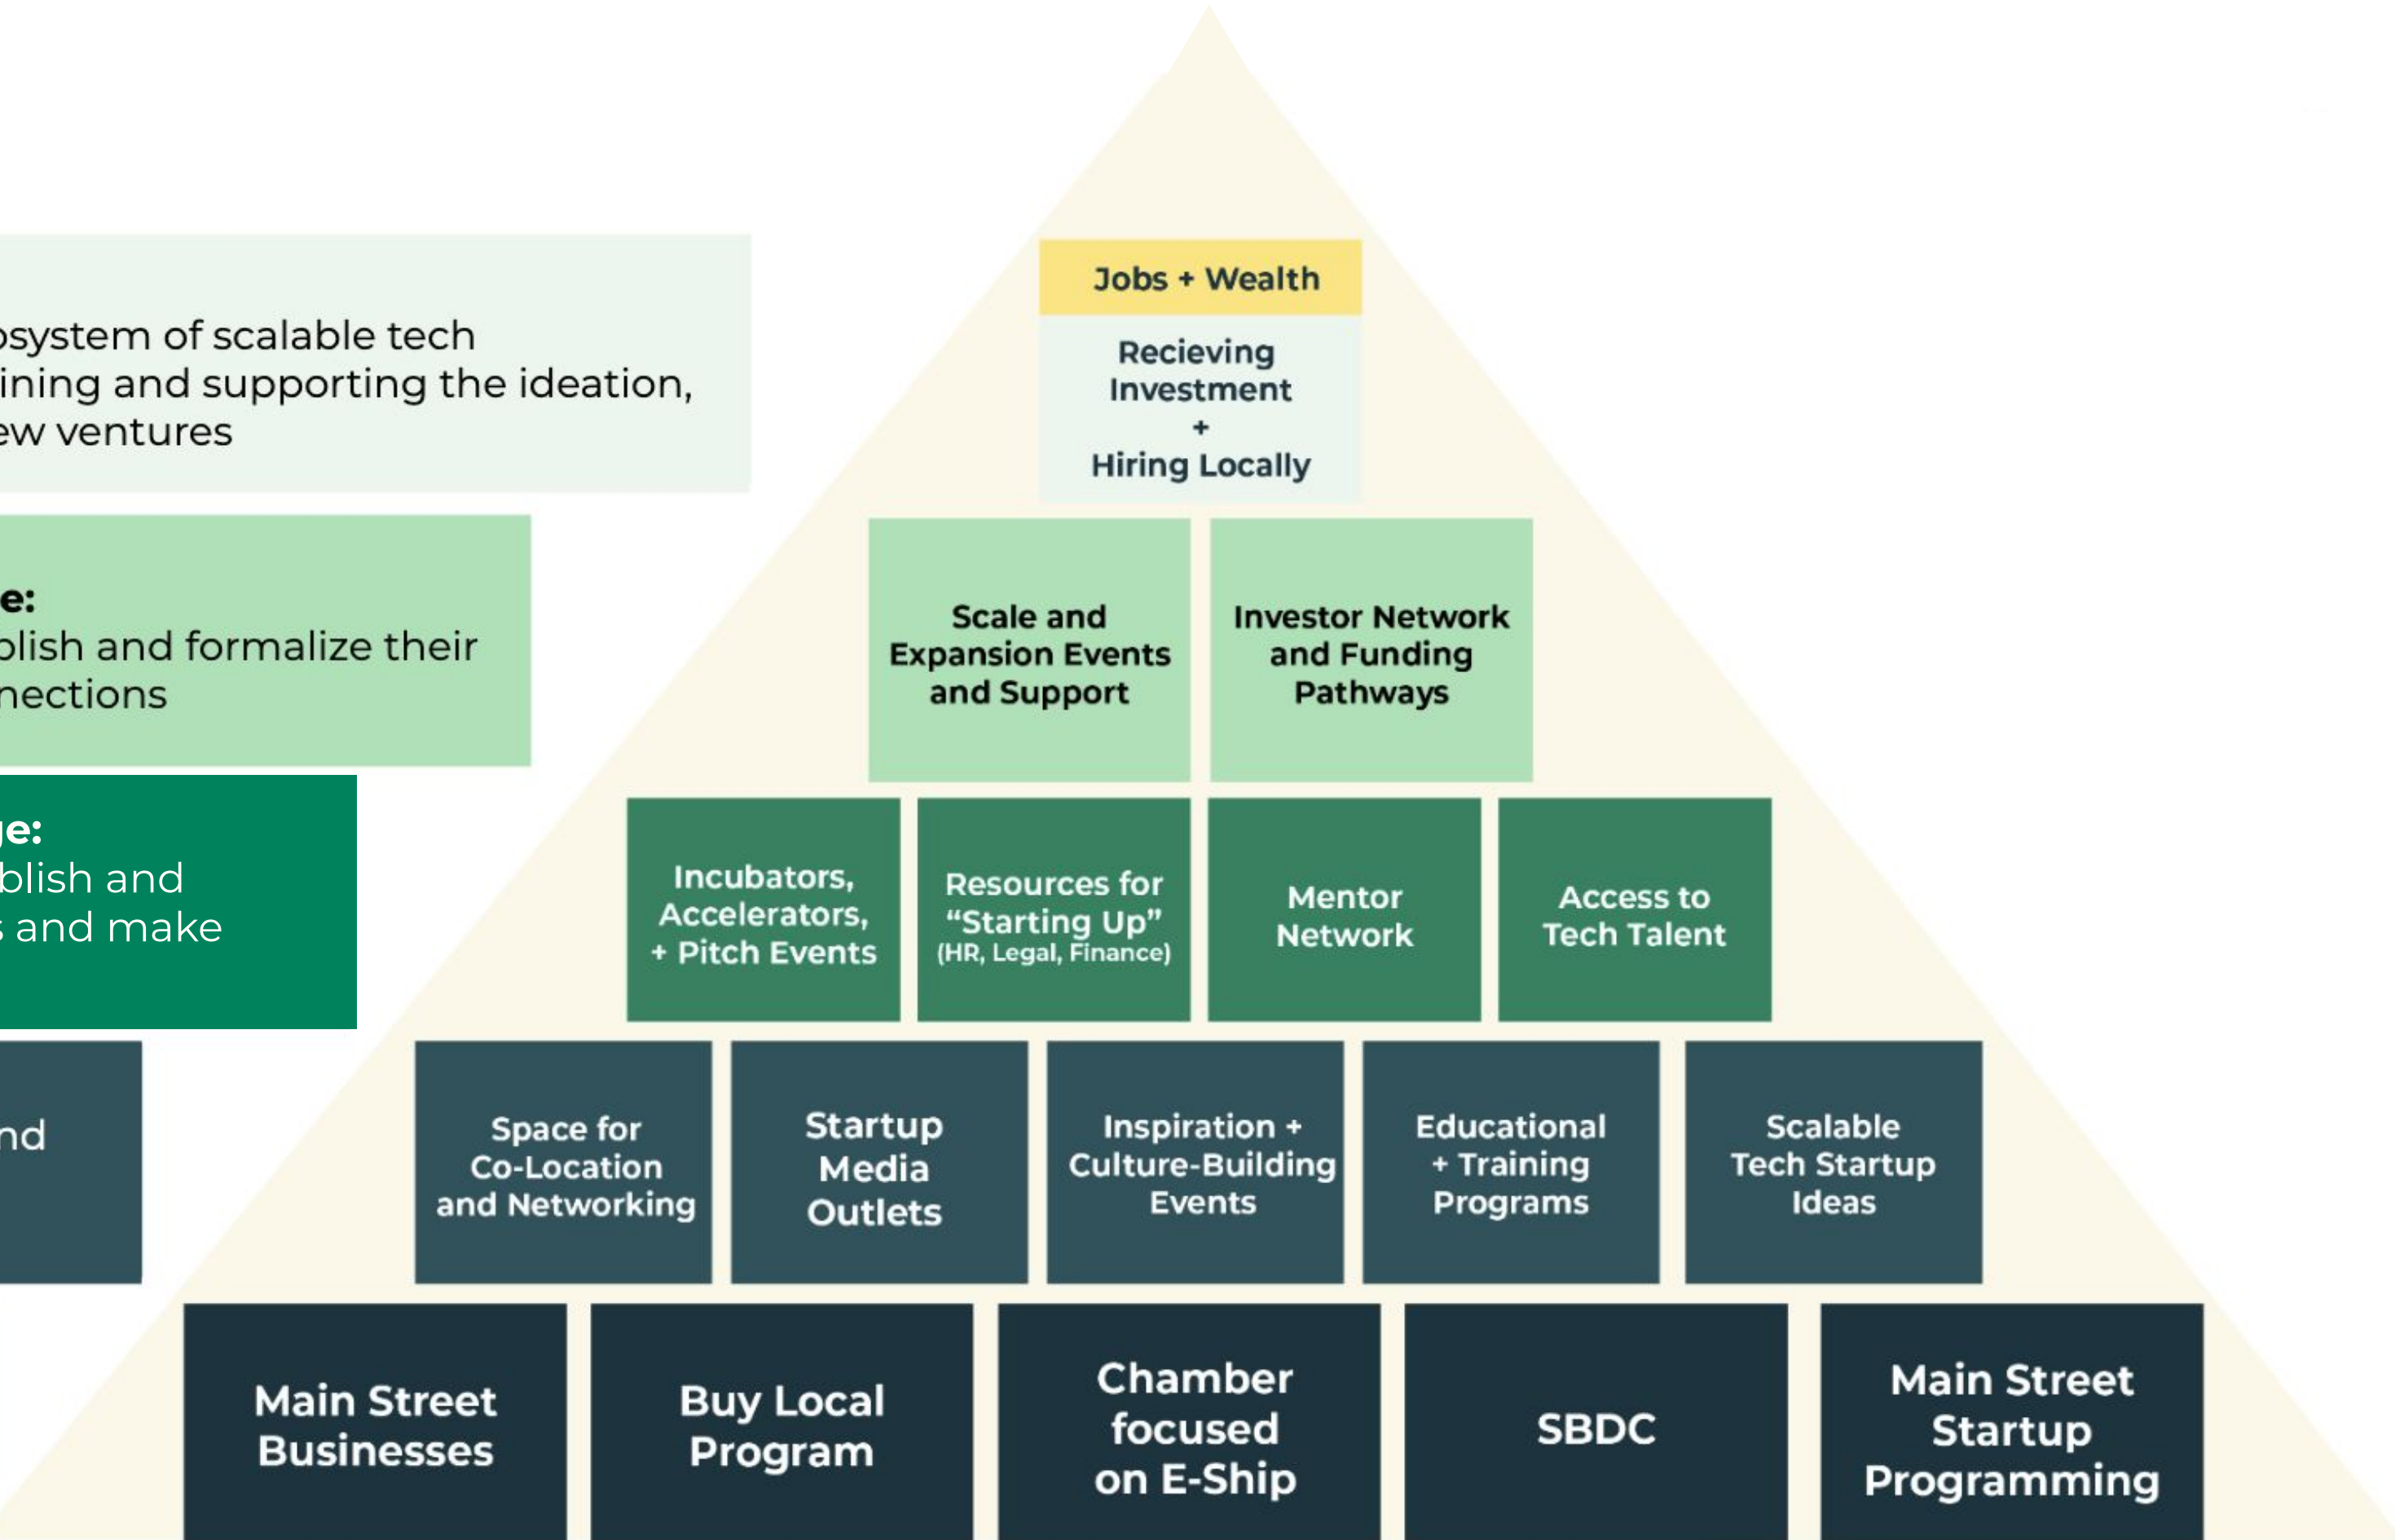 Jobs + Wealth
Recieving
Investment
+
Hiring Locally
osystem of scalable tech
ining and supporting the ideation,
ew ventures
e:
lish and formalize their
nections
Scale and
Expansion Events
and Support
Investor Network
and Funding
Pathways
ge:
blish and
s and make
Incubators,
Accelerators,
+ Pitch Events
Resources for
“Starting Up”
(HR, Legal, Finance)
Mentor
Network
Access to
Tech Talent
nd
Space for
Co-Location
and Networking
Startup
Media
Outlets
Inspiration +
Culture-Building
Events
Educational
+ Training
Programs
Scalable
Tech Startup
Ideas
Main Street
Businesses
Buy Local
Program
Chamber
focused
on E-Ship
SBDC
Main Street
Startup
Programming